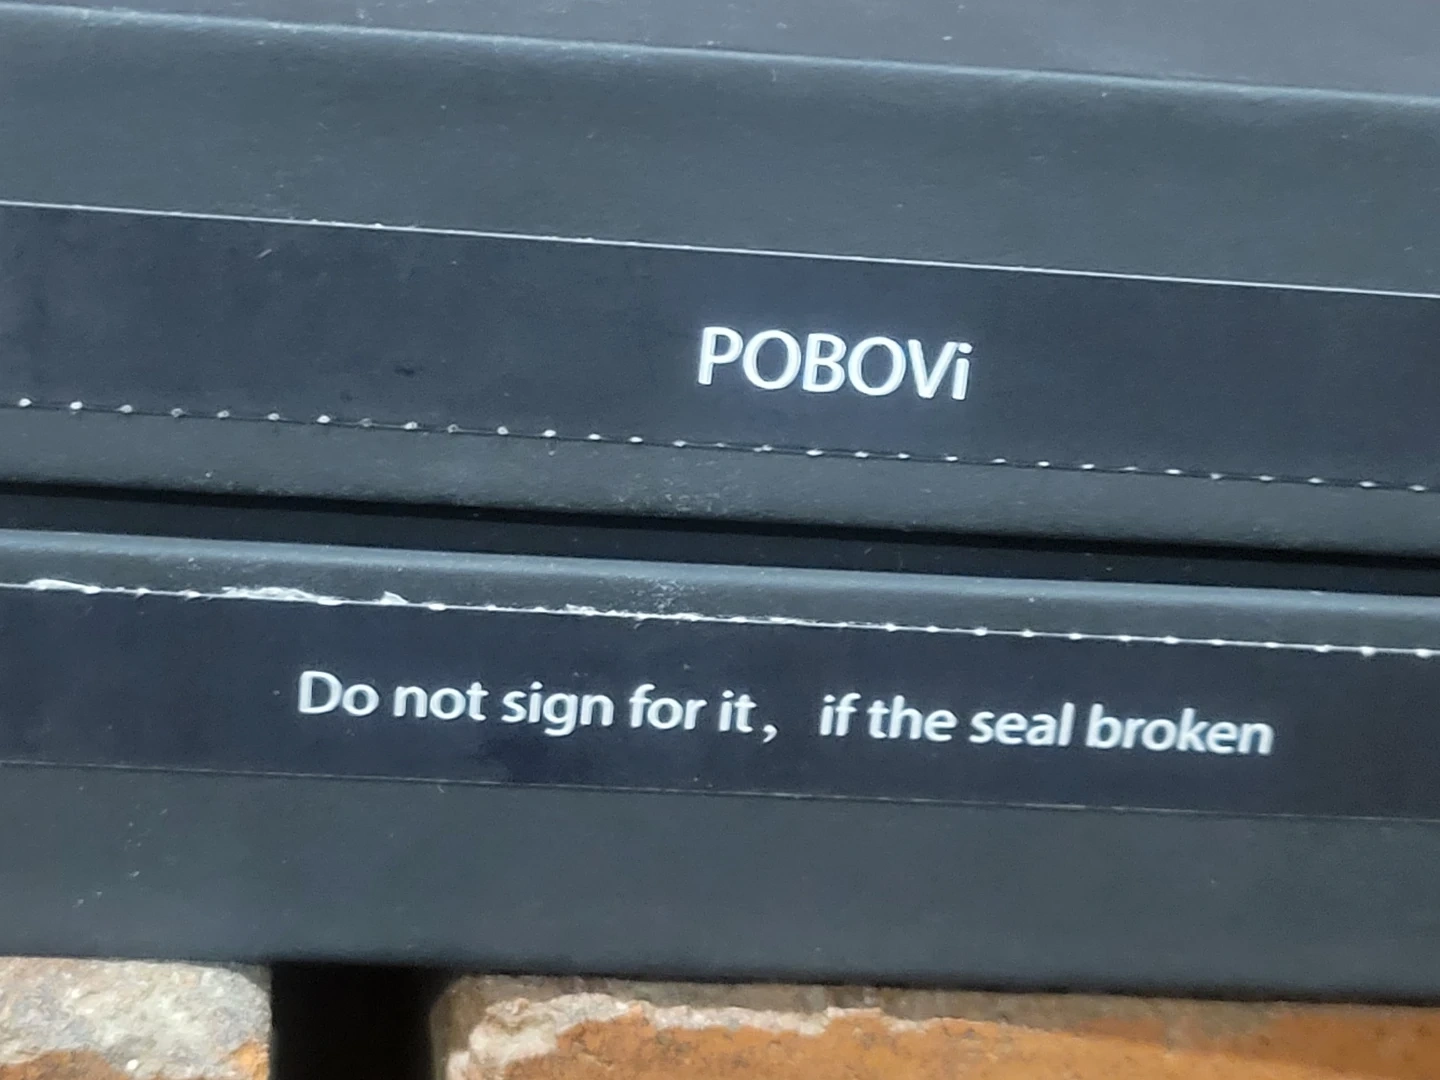 POBOVi
Do not sign for it, if the seal broken